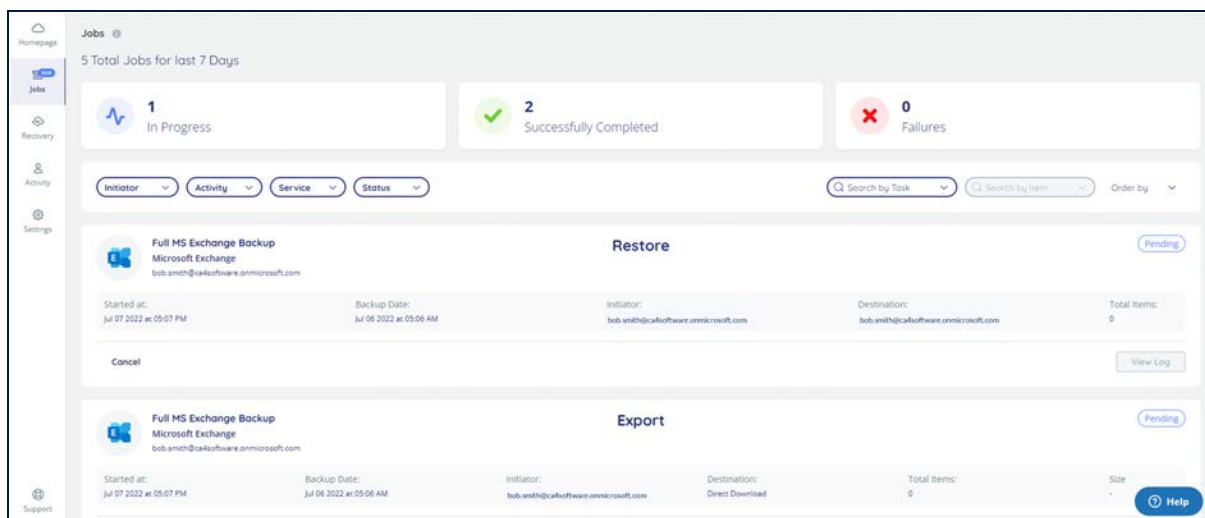 Homepage
Jobs
Recovery
Activity
Settings
Support
Jobs
5 Total Jobs for last 7 Days
1
In Progress
2
Successfully Completed
0
Failures
Initiator
Activity
Service
Status
Search by Task
Search by Item
Order by
Full MS Exchange Backup
Restore
Pending
Microsoft Exchange
bob.smith@ca4software.onmicrosoft.com
Started at:
Backup Date:
Initiator:
Destination:
Total Items:
Jul 07 2022 at 05:07 PM
Jul 06 2022 at 05:06 AM
bob.smith@ca4software.onmicrosoft.com
bob.smith@ca4software.onmicrosoft.com
0
Cancel
View Log
Full MS Exchange Backup
Export
Pending
Microsoft Exchange
bob.smith@ca4software.onmicrosoft.com
Started at:
Backup Date:
Initiator:
Destination:
Total Items:
Size
Jul 07 2022 at 05:07 PM
Jul 06 2022 at 05:06 AM
bob.smith@ca4software.onmicrosoft.com
Direct Download
0
-
Help